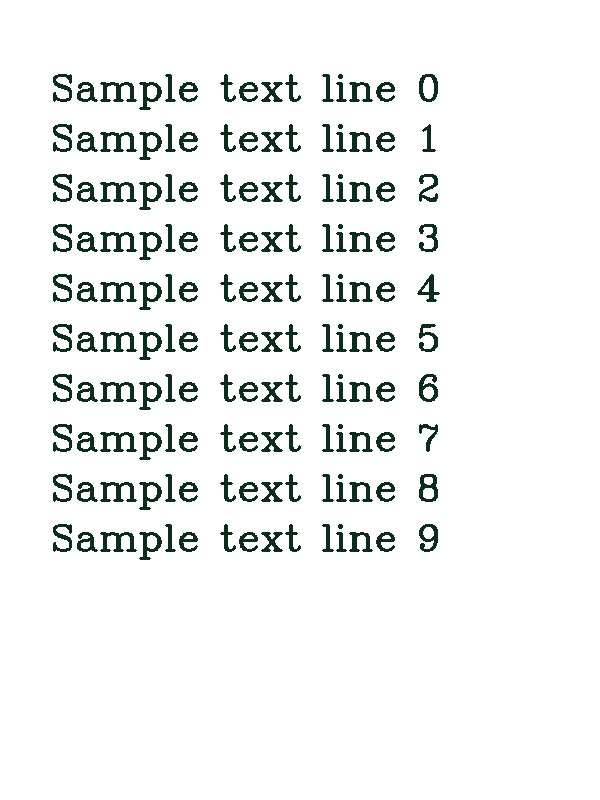 Sample text line 0
Sample text line 1
Sample text line 2
Sample text line 3
Sample text line 4
Sample text line 5
Sample text line 6
Sample text line 7
Sample text line 8
Sample text line 9